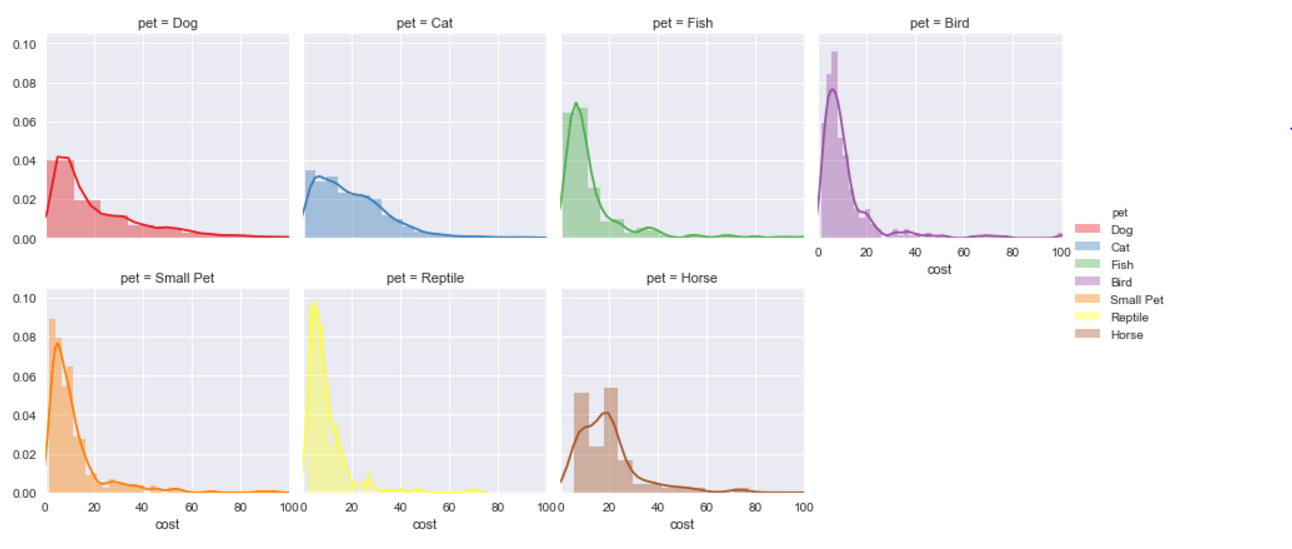 pet = Dog
pet = Cat
pet = Fish
pet = Bird
0.10
0.08
0.06
0.04
0.02
0.00
0 20 40 60 80 100
cost
pet
Dog
Cat
Fish
Bird
Small Pet
Reptile
Horse
pet = Small Pet
pet = Reptile
pet = Horse
0.10
0.08
0.06
0.04
0.02
0.00
0 20 40 60 80 100
0 20 40 60 80 100
0 20 40 60 80 100
cost
cost
cost